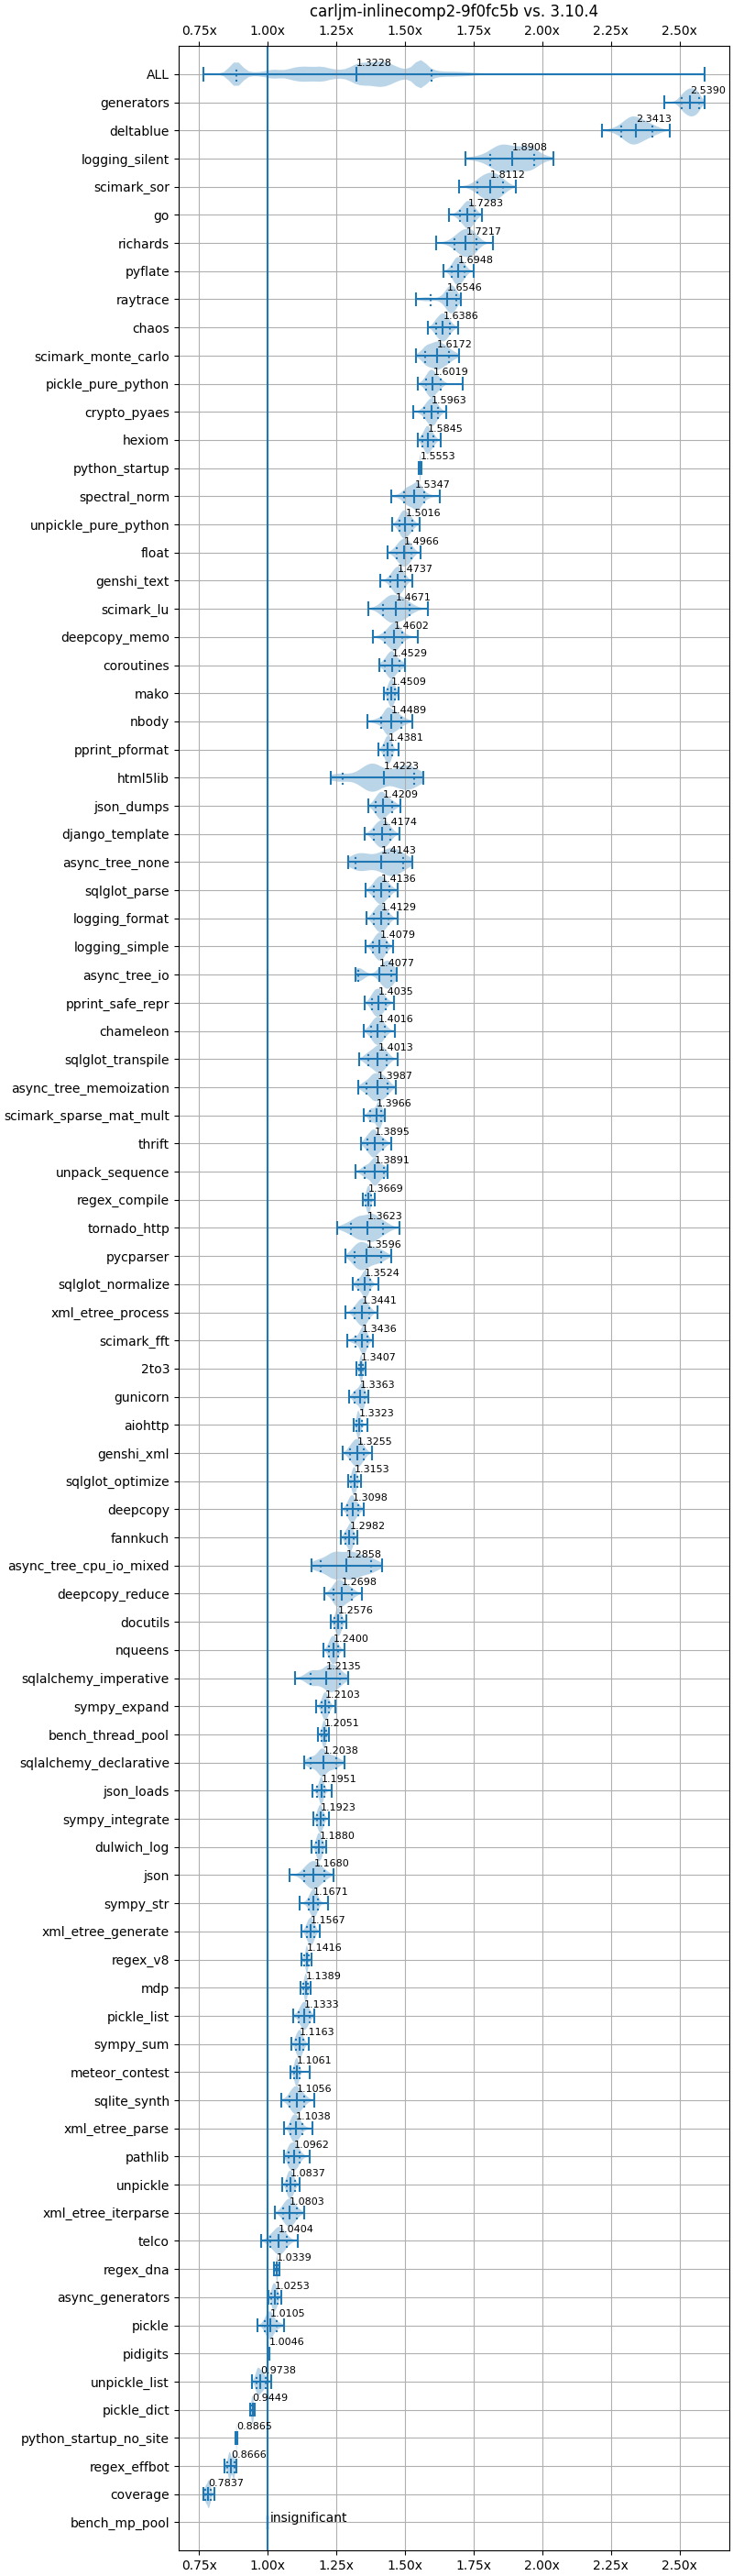 carljm-inlinecomp2-9f0fc5b vs. 3.10.4
0.75x 1.00x 1.25x 1.50x 1.75x 2.00x 2.25x 2.50x
ALL 1.3228
generators 2.5390
deltablue 2.3413
logging_silent 1.8908
scimark_sor 1.8112
go 1.7283
richards 1.7217
pyflate 1.6948
raytrace 1.6546
chaos 1.6386
scimark_monte_carlo 1.6172
pickle_pure_python 1.6019
crypto_pyaes 1.5963
hexiom 1.5845
python_startup 1.5553
spectral_norm 1.5347
unpickle_pure_python 1.5016
float 1.4966
genshi_text 1.4737
scimark_lu 1.4671
deepcopy_memo 1.4602
coroutines 1.4529
mako 1.4509
nbody 1.4489
pprint_pformat 1.4381
html5lib 1.4223
json_dumps 1.4209
django_template 1.4174
async_tree_none 1.4143
sqlglot_parse 1.4136
logging_format 1.4129
logging_simple 1.4079
async_tree_io 1.4077
pprint_safe_repr 1.4035
chameleon 1.4016
sqlglot_transpile 1.4013
async_tree_memoization 1.3987
scimark_sparse_mat_mult 1.3966
thrift 1.3895
unpack_sequence 1.3891
regex_compile 1.3669
tornado_http 1.3623
pycparser 1.3596
sqlglot_normalize 1.3524
xml_etree_process 1.3441
scimark_fft 1.3436
2to3 1.3407
gunicorn 1.3363
aiohttp 1.3323
genshi_xml 1.3255
sqlglot_optimize 1.3153
deepcopy 1.3098
fannkuch 1.2982
async_tree_cpu_io_mixed 1.2858
deepcopy_reduce 1.2698
docutils 1.2576
nqueens 1.2400
sqlalchemy_imperative 1.2135
sympy_expand 1.2103
bench_thread_pool 1.2051
sqlalchemy_declarative 1.2038
json_loads 1.1951
sympy_integrate 1.1923
dulwich_log 1.1880
json 1.1680
sympy_str 1.1671
xml_etree_generate 1.1567
regex_v8 1.1416
mdp 1.1389
pickle_list 1.1333
sympy_sum 1.1163
meteor_contest 1.1061
sqlite_synth 1.1056
xml_etree_parse 1.1038
pathlib 1.0962
unpickle 1.0837
xml_etree_iterparse 1.0803
telco 1.0404
regex_dna 1.0339
async_generators 1.0253
pickle 1.0105
pidigits 1.0046
unpickle_list 0.9738
pickle_dict 0.9449
python_startup_no_site 0.8865
regex_effbot 0.8666
coverage 0.7837
bench_mp_pool insignificant
0.75x 1.00x 1.25x 1.50x 1.75x 2.00x 2.25x 2.50x